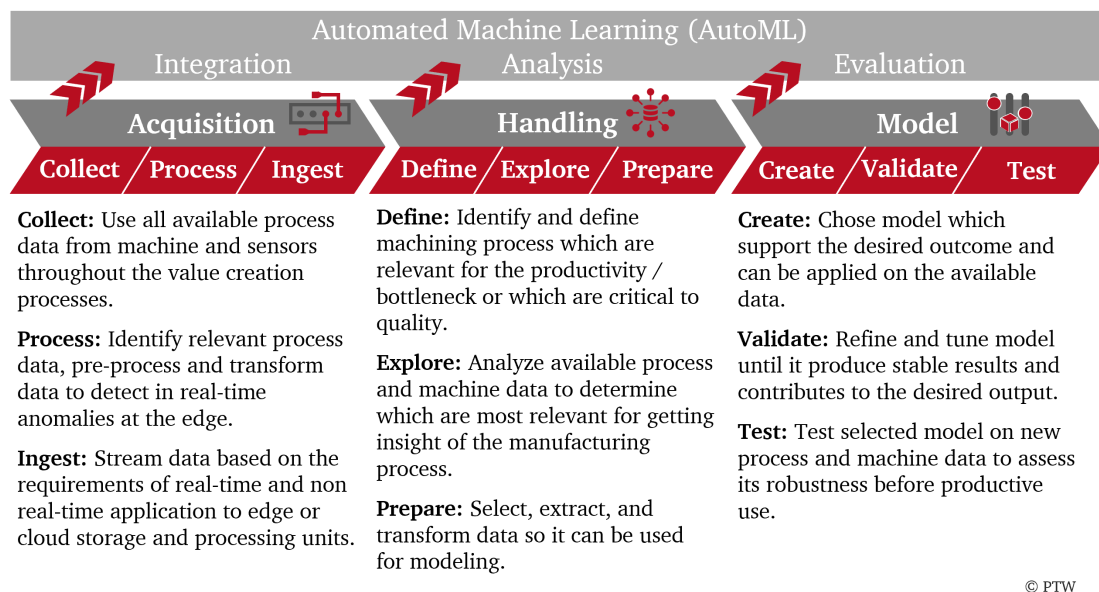 Automated Machine Learning (AutoML)
Integration
Analysis
Evaluation
Acquisition
Handling
Model
Collect
Process
Ingest
Define
Explore
Prepare
Create
Validate
Test
Collect: Use all available process
data from machine and sensors
throughout the value creation
processes.
Process: Identify relevant process
data, pre-process and transform
data to detect in real-time
anomalies at the edge.
Ingest: Stream data based on the
requirements of real-time and non
real-time application to edge or
cloud storage and processing units.
Define: Identify and define
machining process which are
relevant for the productivity /
bottleneck or which are critical to
quality.
Explore: Analyze available process
and machine data to determine
which are most relevant for getting
insight of the manufacturing
process.
Prepare: Select, extract, and
transform data so it can be used
for modeling.
Create: Chose model which
support the desired outcome and
can be applied on the available
data.
Validate: Refine and tune model
until it produce stable results and
contributes to the desired output.
Test: Test selected model on new
process and machine data to assess
its robustness before productive
use.
© PTW